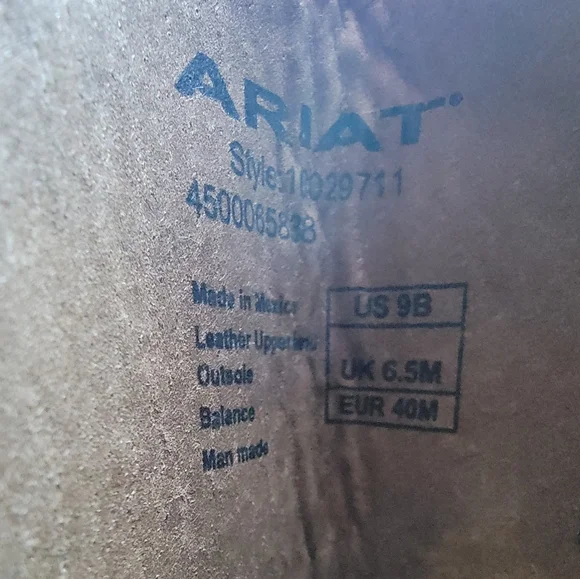 ARIAT
Style:10029711
4500065838
Made in Mexico
Leather Upper and
Outsole
Balance
Man made
US 9B
UK 6.5M
EUR 40M